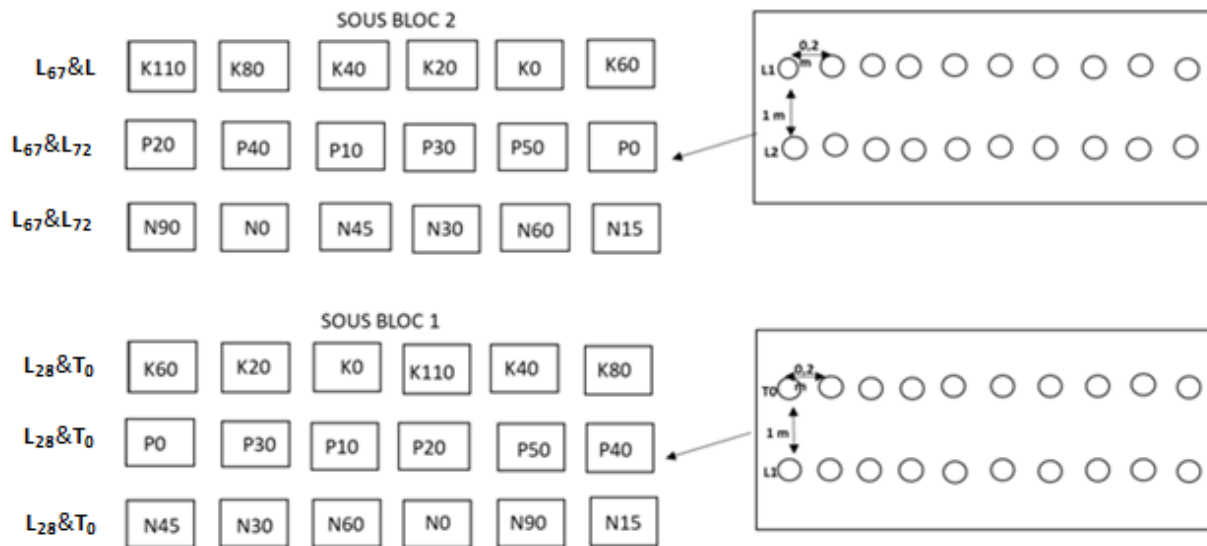 SOUS BLOC 2
L67&L K110 K80 K40 K20 K0 K60
L67&L72 P20 P40 P10 P30 P50 P0
L67&L72 N90 N0 N45 N30 N60 N15
0,2
L1 m
1 m
L2
SOUS BLOC 1
L28&T0 K60 K20 K0 K110 K40 K80
L28&T0 P0 P30 P10 P20 P50 P40
L28&T0 N45 N30 N60 N0 N90 N15
0,2
T0 m
1 m
L1